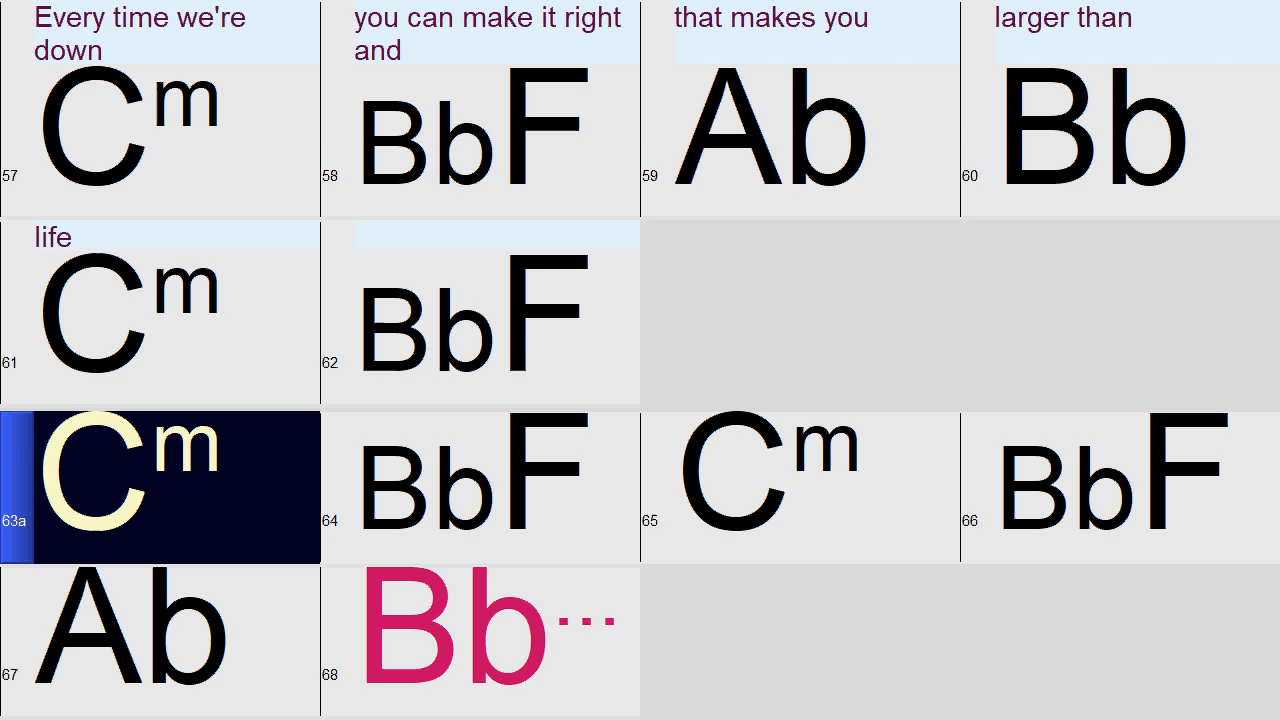 Every time we're down
you can make it right and
that makes you
larger than
57 Cm
58 BbF
59 Ab
60 Bb
life
61 Cm
62 BbF
63a Cm
64 BbF
65 Cm
66 BbF
67 Ab
68 Bb...